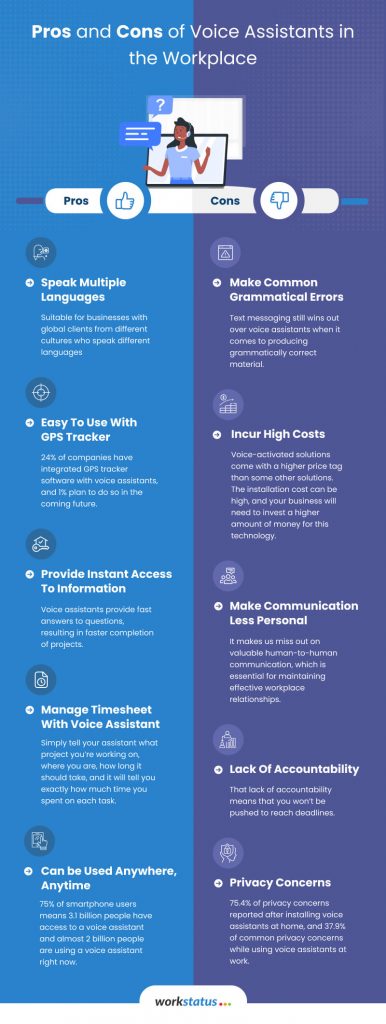 Pros and Cons of Voice Assistants in
the Workplace
?
Pros
Cons
Speak Multiple
Languages
Suitable for businesses with
global clients from different
cultures who speak different
languages
Easy To Use With
GPS Tracker
24% of companies have
integrated GPS tracker
software with voice assistants,
and 1% plan to do so in the
coming future.
Provide Instant Access
To Information
Voice assistants provide fast
answers to questions,
resulting in faster completion
of projects.
Manage Timesheet
With Voice Assistant
Simply tell your assistant what
project you're working on,
where you are, how long it
should take, and it will tell you
exactly how much time you
spent on each task.
Can be Used Anywhere,
Anytime
75% of smartphone users
means 3.1 billion people have
access to a voice assistant
and almost 2 billion people
are using a voice assistant
right now.
Make Common
Grammatical Errors
Text messaging still wins out
over voice assistants when it
comes to producing
grammatically correct
material.
Incur High Costs
Voice-activated solutions
come with a higher price tag
than some other solutions.
The installation cost can be
high, and your business will
need to invest a higher
amount of money for this
technology.
Make Communication
Less Personal
It makes us miss out on
valuable human-to-human
communication, which is
essential for maintaining
effective workplace
relationships.
Lack Of Accountability
That lack of accountability
means that you won't be
pushed to reach deadlines.
Privacy Concerns
75.4% of privacy concerns
reported after installing voice
assistants at home, and 37.9%
of common privacy concerns
while using voice assistants at
work.
workstatus